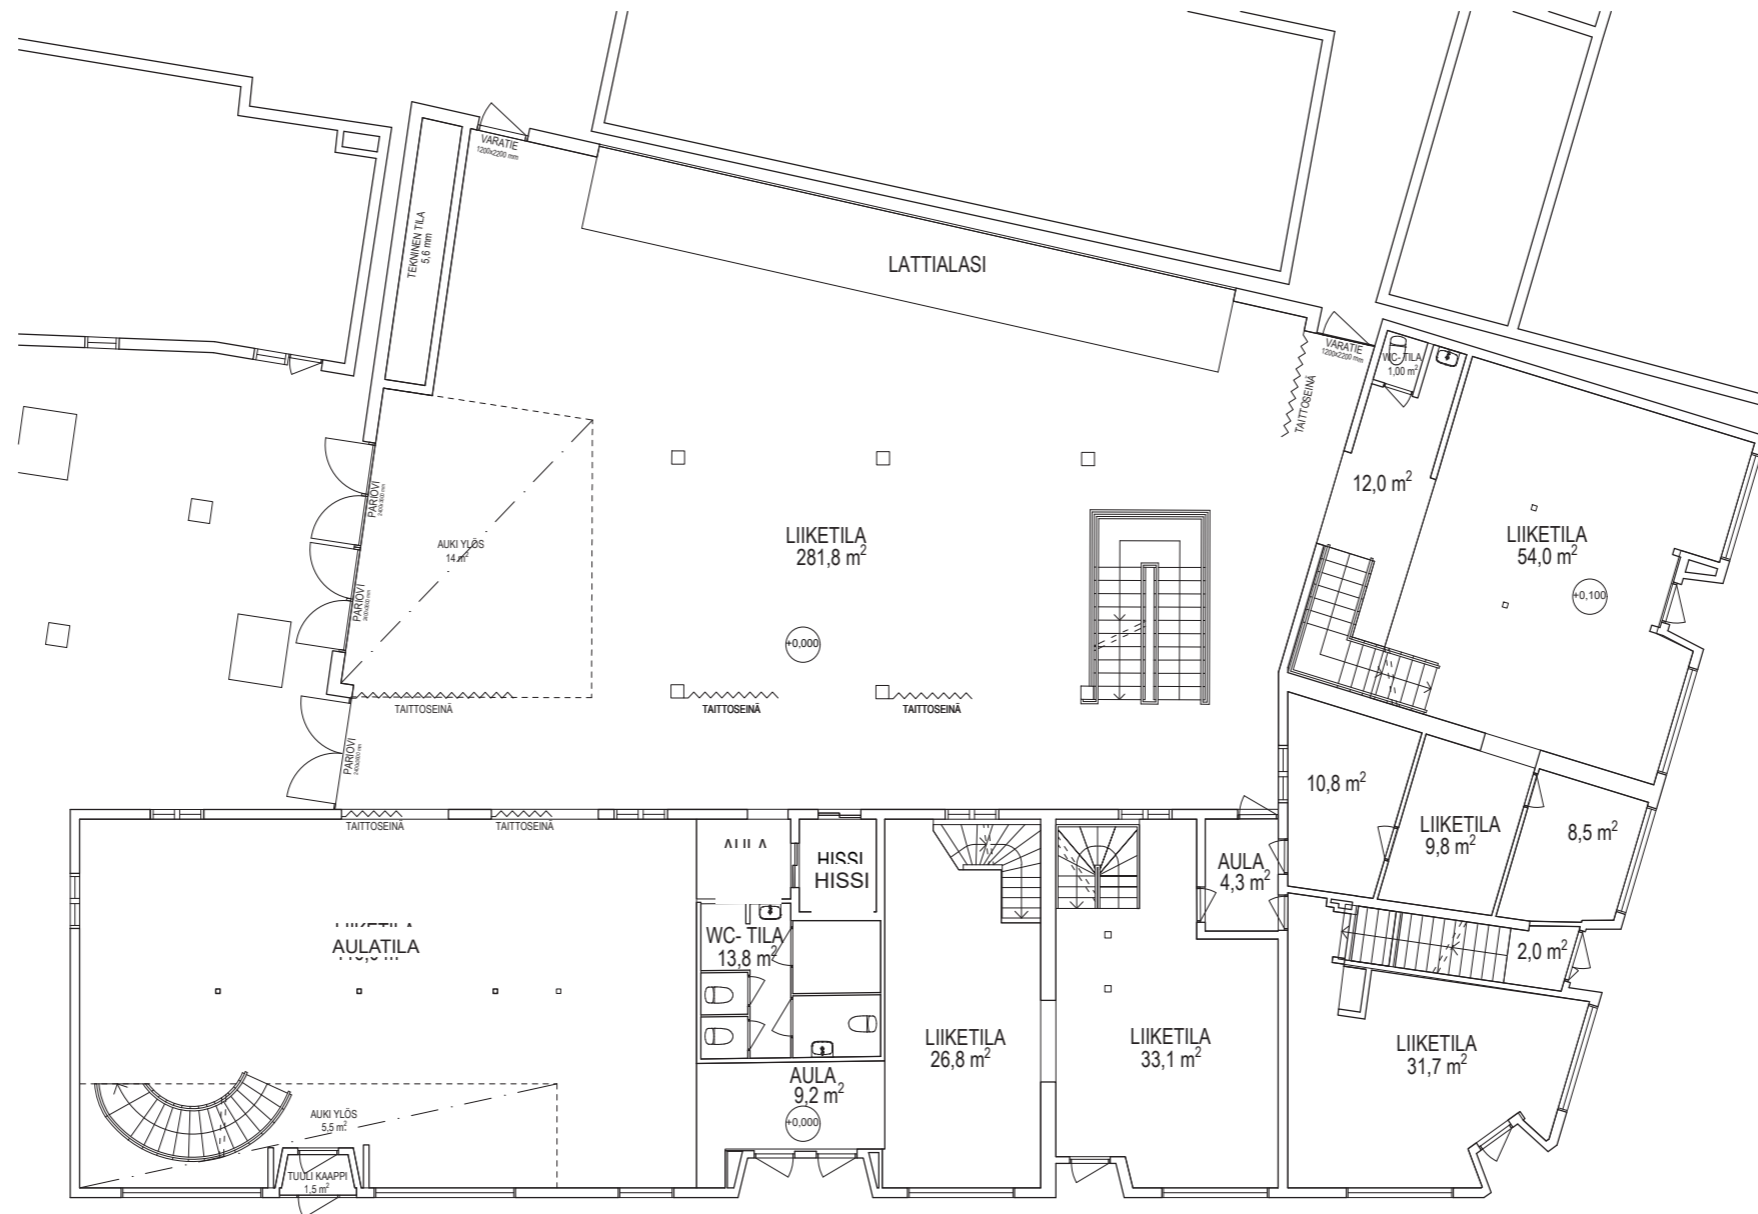 VARATIE
1200x2200 mm
TEKNINEN TILA
5,6 mm
LATTIALASI
VARATIE
1200x2200 mm
WC- TILA
1,00 m²
TAITTOSEINÄ
12,0 m²
LIIKETILA
54,0 m²
+0,100
PARIOVI
AUKI YLÖS
14 m²
LIIKETILA
281,8 m²
PARIOVI
+0,000
TAITTOSEINÄ
TAITTOSEINÄ
TAITTOSEINÄ
PARIOVI
10,8 m²
LIIKETILA
9,8 m²
8,5 m²
TAITTOSEINÄ
TAITTOSEINÄ
AULA
HISSI
HISSI
AULA
4,3 m²
AULATILA
WC- TILA
13,8 m²
2,0 m²
LIIKETILA
26,8 m²
LIIKETILA
33,1 m²
LIIKETILA
31,7 m²
AULA
9,2 m²
+0,000
AUKI YLÖS
5,5 m²
TUULI KAAPPI
1,5 m²